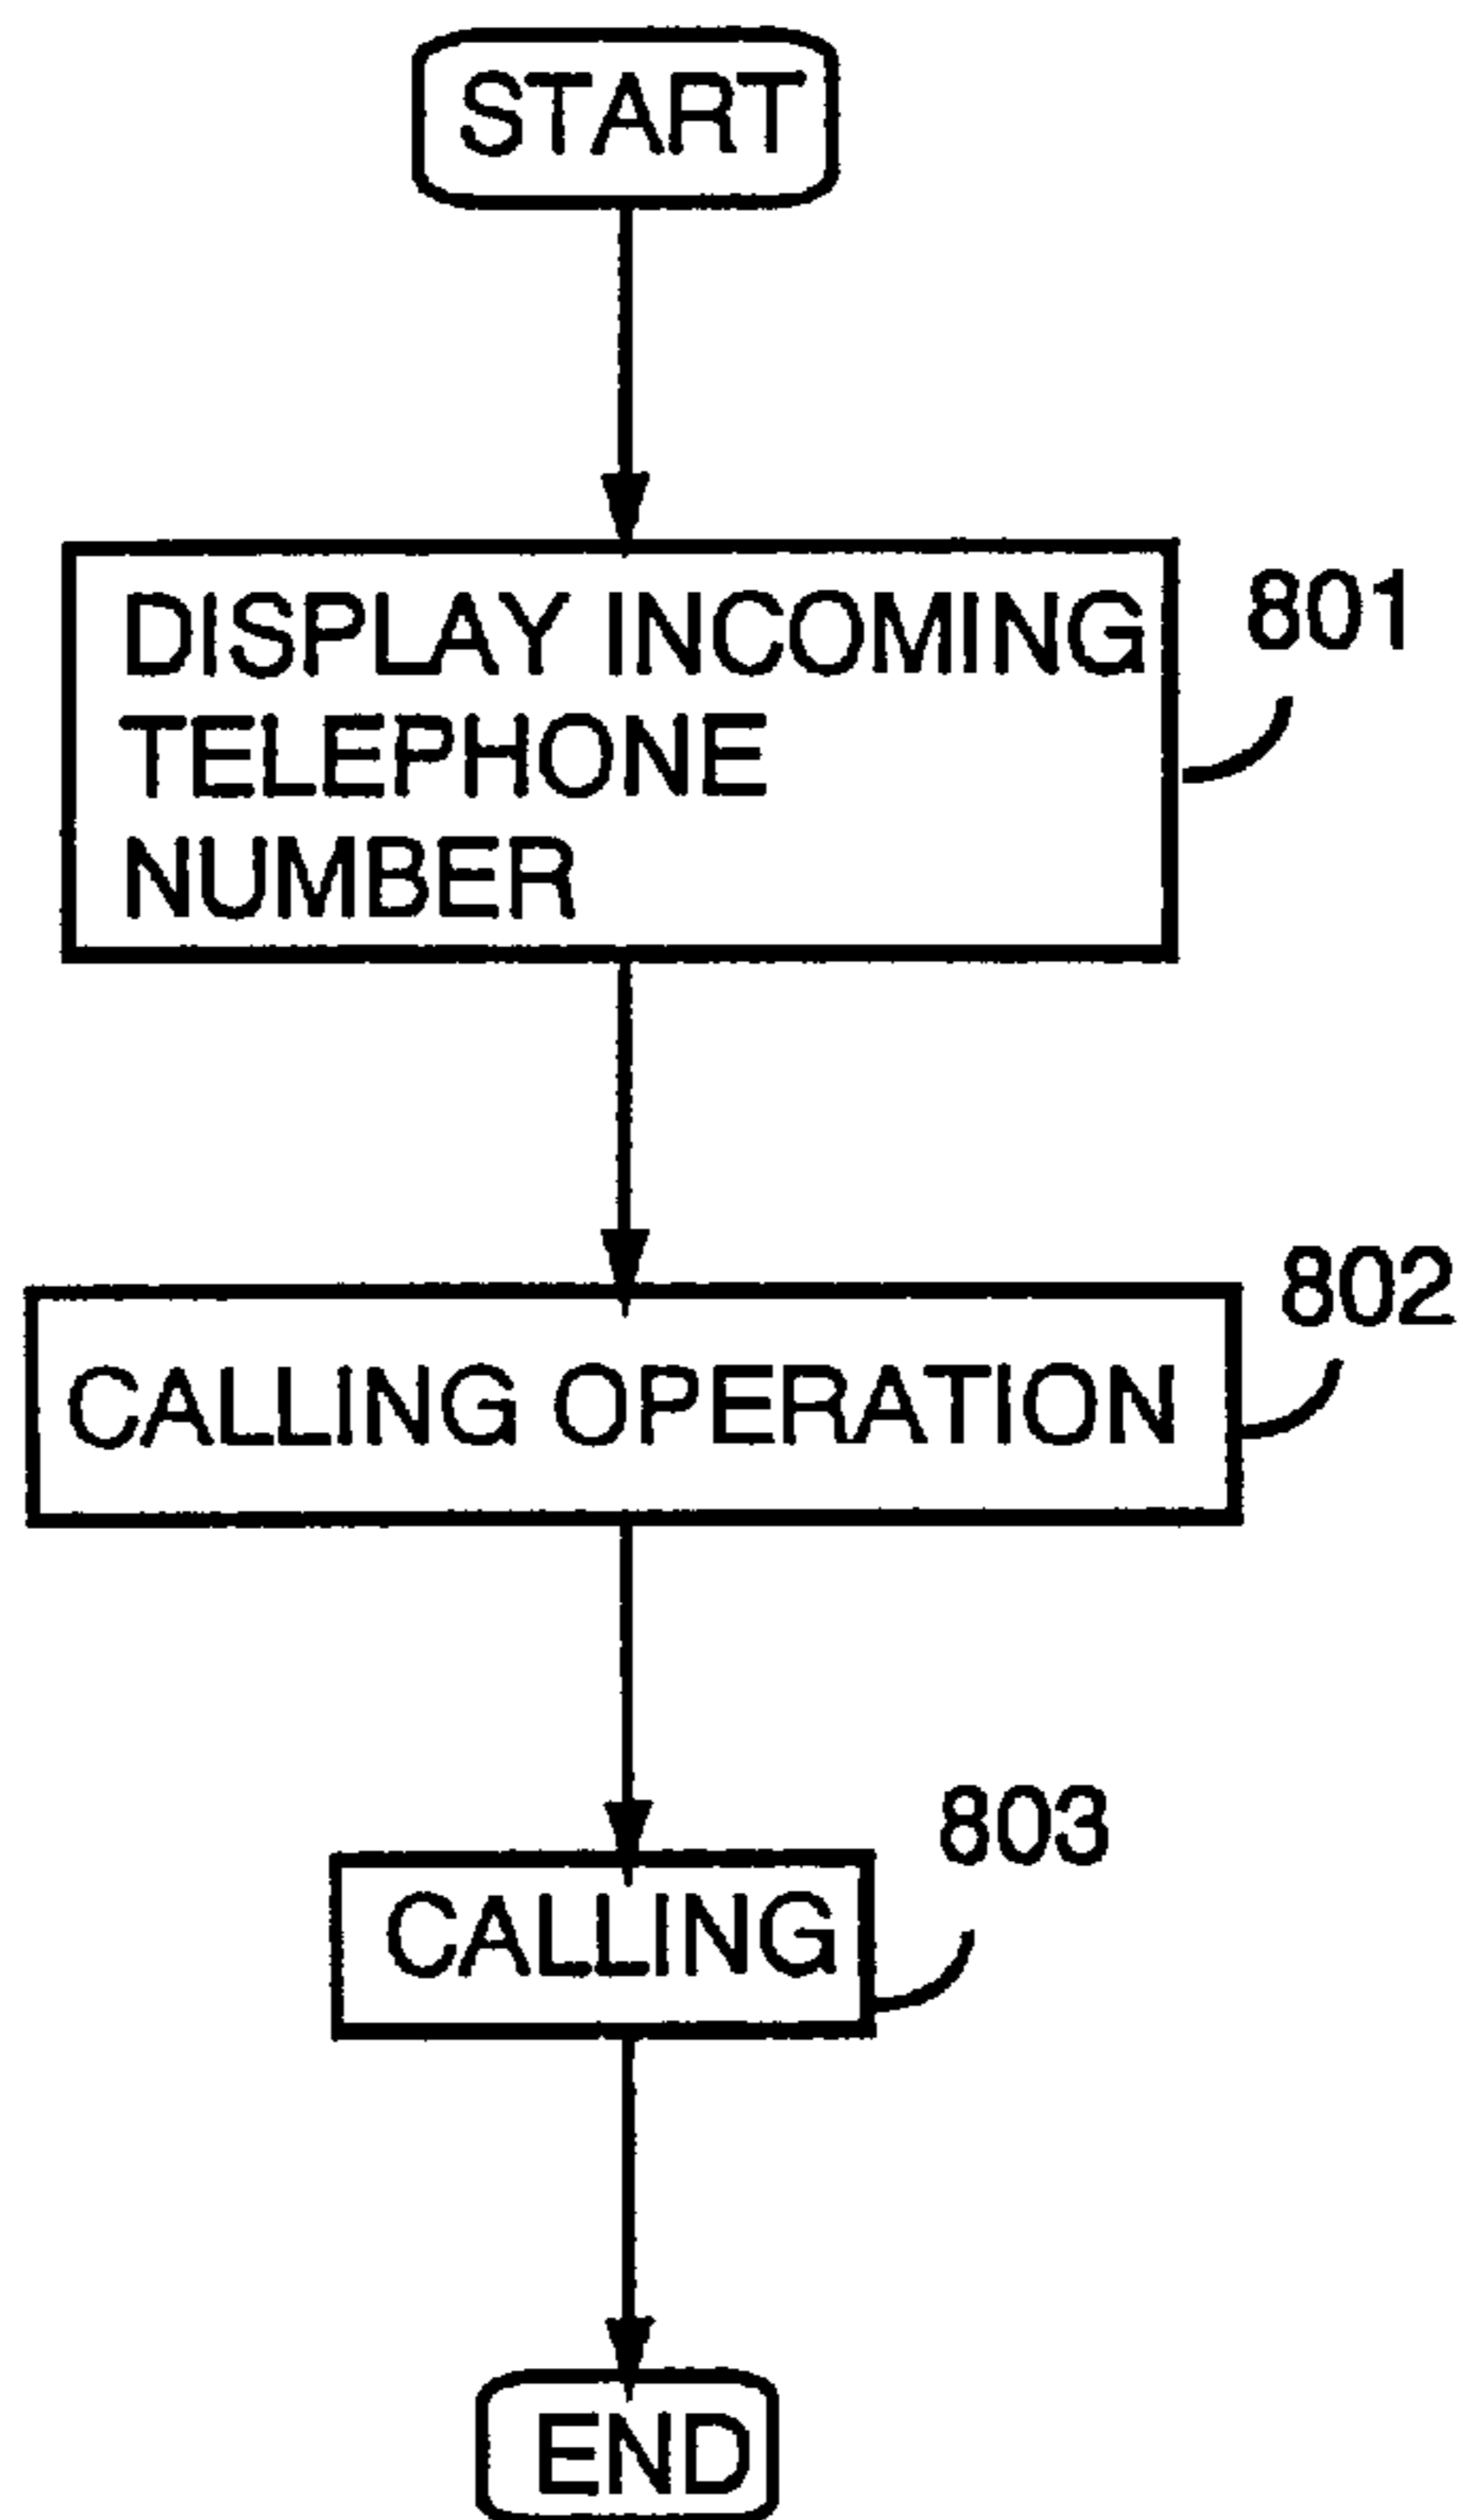 START
DISPLAY INCOMING
TELEPHONE
NUMBER
801
CALLING OPERATION
802
CALLING
803
END